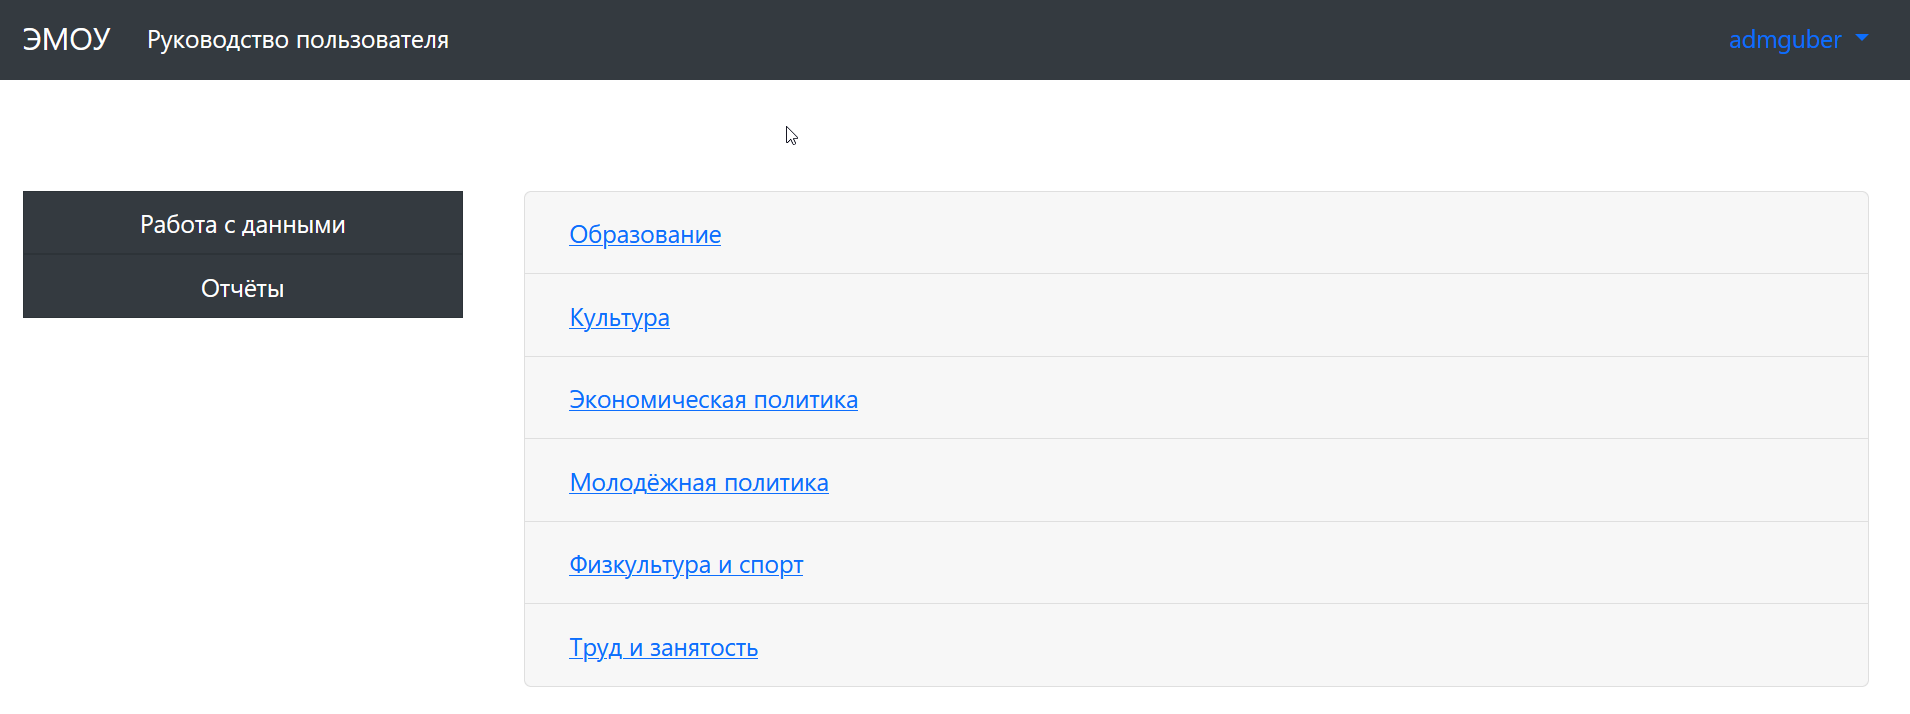 ЭМОУ Руководство пользователя admguber
Работа с данными
Отчёты
Образование
Культура
Экономическая политика
Молодёжная политика
Физкультура и спорт
Труд и занятость